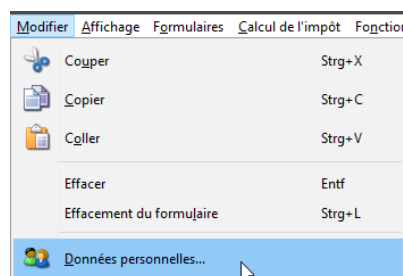 Modifier Affichage Formulaires Calcul de l'impôt Fonction
Couper Strg+X
Copier Strg+C
Coller Strg+V
Effacer Entf
Effacement du formulaire Strg+L
Données personnelles...